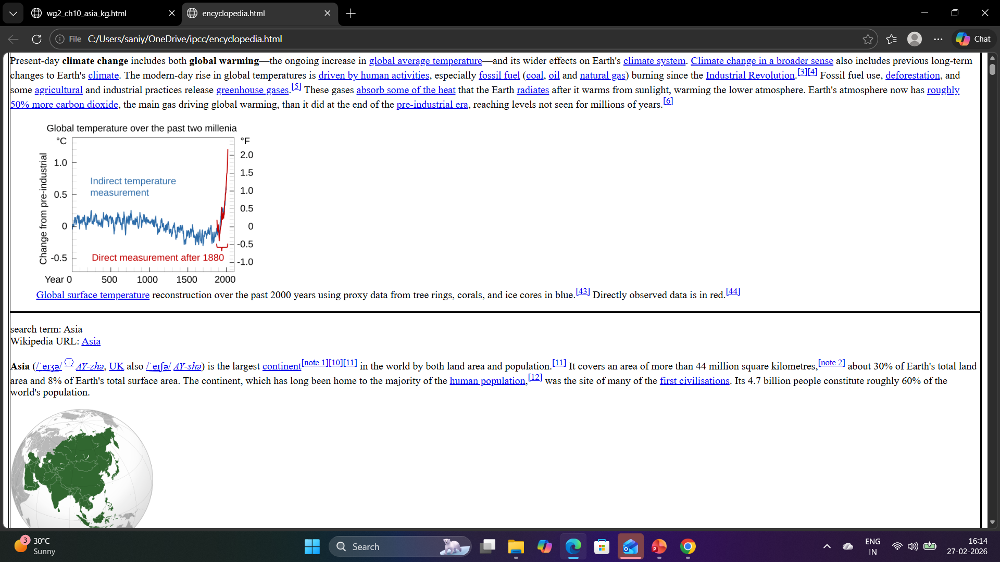 wg2_ch10_asia_kg.html
encyclopedia.html
File C:/Users/saniy/OneDrive/ipcc/encyclopedia.html
Chat
Present-day climate change includes both global warming—the ongoing increase in global average temperature—and its wider effects on Earth's climate system. Climate change in a broader sense also includes previous long-term
changes to Earth's climate. The modern-day rise in global temperatures is driven by human activities, especially fossil fuel (coal, oil and natural gas) burning since the Industrial Revolution.[3][4] Fossil fuel use, deforestation, and
some agricultural and industrial practices release greenhouse gases.[5] These gases absorb some of the heat that the Earth radiates after it warms from sunlight, warming the lower atmosphere. Earth's atmosphere now has roughly
50% more carbon dioxide, the main gas driving global warming, than it did at the end of the pre-industrial era, reaching levels not seen for millions of years.[6]
Global temperature over the past two millenia
°C
°F
Change from pre-industrial
1.0
0.5
0
-0.5
2.0
1.5
1.0
0.5
0
-0.5
-1.0
Indirect temperature
measurement
Direct measurement after 1880
Year 0 500 1000 1500 2000
Global surface temperature reconstruction over the past 2000 years using proxy data from tree rings, corals, and ice cores in blue.[43] Directly observed data is in red.[44]
search term: Asia
Wikipedia URL: Asia
Asia (/ˈeɪʒə/ ⓘ AY-zhə, UK also /ˈeɪʃə/ AY-shə) is the largest continent[note 1][10][11] in the world by both land area and population.[11] It covers an area of more than 44 million square kilometres,[note 2] about 30% of Earth's total land
area and 8% of Earth's total surface area. The continent, which has long been home to the majority of the human population,[12] was the site of many of the first civilisations. Its 4.7 billion people constitute roughly 60% of the
world's population.
3
30°C
Sunny
Search
ENG
IN
16:14
27-02-2026